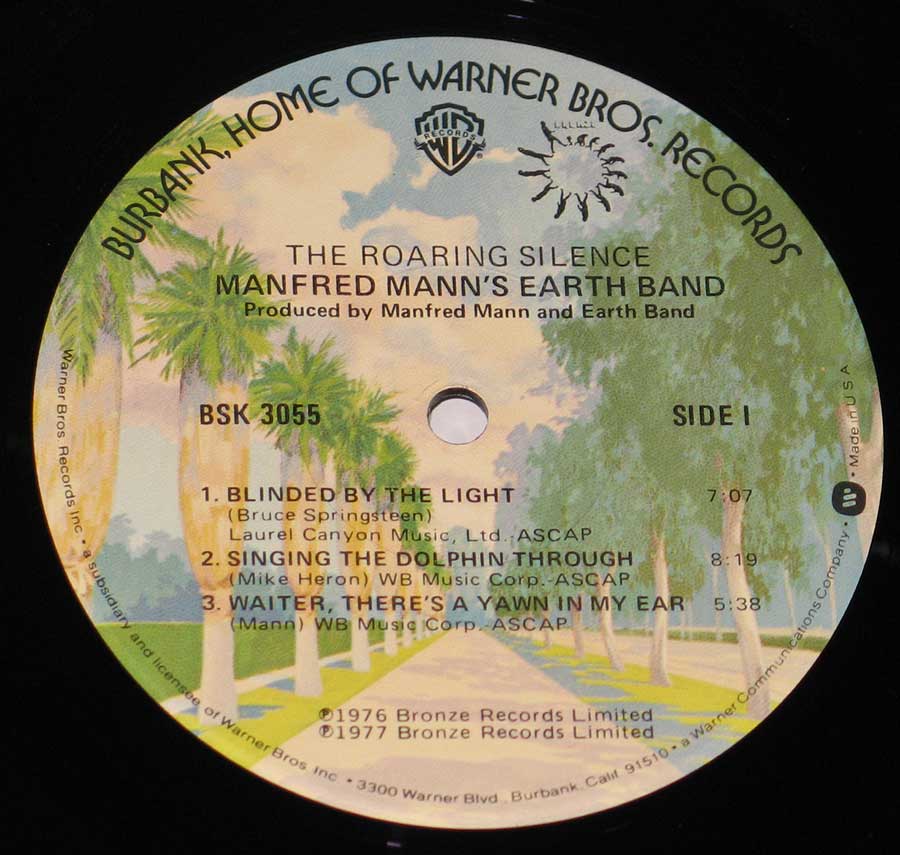 BURBANK, HOME OF WARNER BROS. RECORDS
WB
RECORDS
®
BRONZE
THE ROARING SILENCE
MANFRED MANN'S EARTH BAND
Produced by Manfred Mann and Earth Band
BSK 3055
SIDE I
1. BLINDED BY THE LIGHT 7:07
(Bruce Springsteen)
Laurel Canyon Music, Ltd.-ASCAP
2. SINGING THE DOLPHIN THROUGH 8:19
(Mike Heron) WB Music Corp.-ASCAP
3. WAITER, THERE'S A YAWN IN MY EAR 5:38
(Mann) WB Music Corp.-ASCAP
℗1976 Bronze Records Limited
℗1977 Bronze Records Limited
Warner Bros. Records Inc. • a subsidiary and licensee of Warner Bros. Inc. • 3300 Warner Blvd., Burbank, Calif. 91510 • a Warner Communications Company • Made in U S A